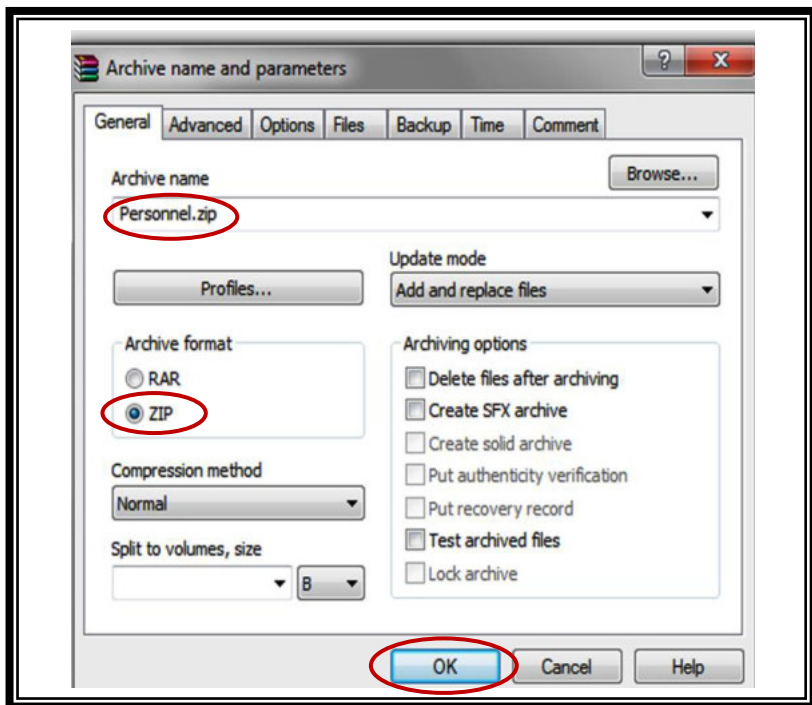 Archive name and parameters
General Advanced Options Files Backup Time Comment
Archive name
Browse...
Personnel.zip
Update mode
Profiles...
Add and replace files
Archive format
Archiving options
RAR
Delete files after archiving
ZIP
Create SFX archive
Create solid archive
Compression method
Put authenticity verification
Normal
Put recovery record
Split to volumes, size
Test archived files
B
Lock archive
OK Cancel Help